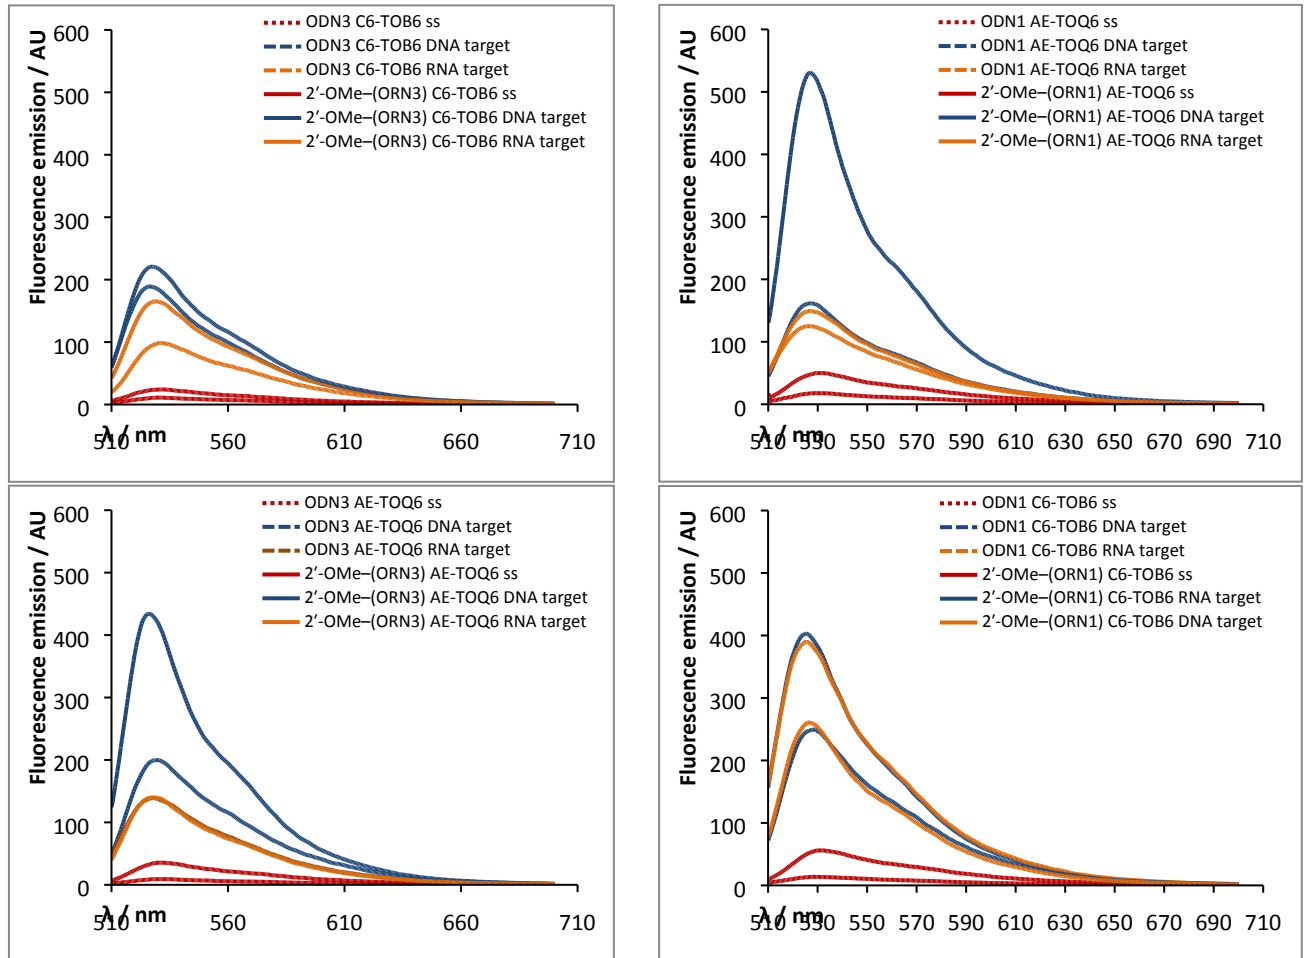 ODN3 C6-TOB6 ss
ODN3 C6-TOB6 DNA target
ODN3 C6-TOB6 RNA target
2′-OMe–(ORN3) C6-TOB6 ss
2′-OMe–(ORN3) C6-TOB6 DNA target
2′-OMe–(ORN3) C6-TOB6 RNA target
Fluorescence emission / AU
600
500
400
300
200
100
0
510 560 610 660 710
λ / nm
ODN1 AE-TOQ6 ss
ODN1 AE-TOQ6 DNA target
ODN1 AE-TOQ6 RNA target
2′-OMe–(ORN1) AE-TOQ6 ss
2′-OMe–(ORN1) AE-TOQ6 DNA target
2′-OMe–(ORN1) AE-TOQ6 RNA target
Fluorescence emission / AU
600
500
400
300
200
100
0
510 530 550 570 590 610 630 650 670 690 710
λ / nm
ODN3 AE-TOQ6 ss
ODN3 AE-TOQ6 DNA target
ODN3 AE-TOQ6 RNA target
2′-OMe–(ORN3) AE-TOQ6 ss
2′-OMe–(ORN3) AE-TOQ6 DNA target
2′-OMe–(ORN3) AE-TOQ6 RNA target
Fluorescence emission / AU
600
500
400
300
200
100
0
510 560 610 660 710
λ / nm
ODN1 C6-TOB6 ss
ODN1 C6-TOB6 DNA target
ODN1 C6-TOB6 RNA target
2′-OMe–(ORN1) C6-TOB6 ss
2′-OMe–(ORN1) C6-TOB6 RNA target
2′-OMe–(ORN1) C6-TOB6 DNA target
Fluorescence emission / AU
600
500
400
300
200
100
0
510 530 550 570 590 610 630 650 670 690 710
λ / nm